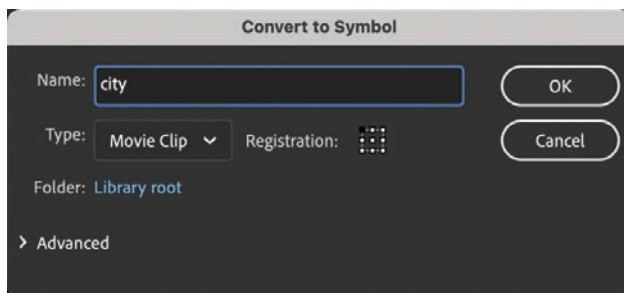 Convert to Symbol
Name: city OK
Type: Movie Clip Registration: Cancel
Folder: Library root
Advanced